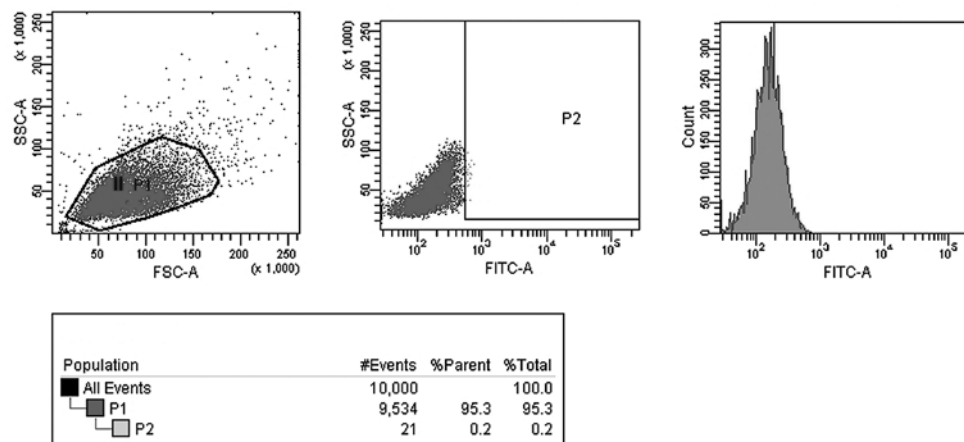 (x 1,000)
SSC-A
250
200
150
100
50
P1
50 100 150 200 250
FSC-A
(x 1,000)
(x 1,000)
SSC-A
250
200
150
100
50
P2
10² 10³ 10⁴ 10⁵
FITC-A
Count
300
250
200
150
100
50
0
10² 10³ 10⁴ 10⁵
FITC-A
Population #Events %Parent %Total
All Events 10,000 100.0
P1 9,534 95.3 95.3
P2 21 0.2 0.2